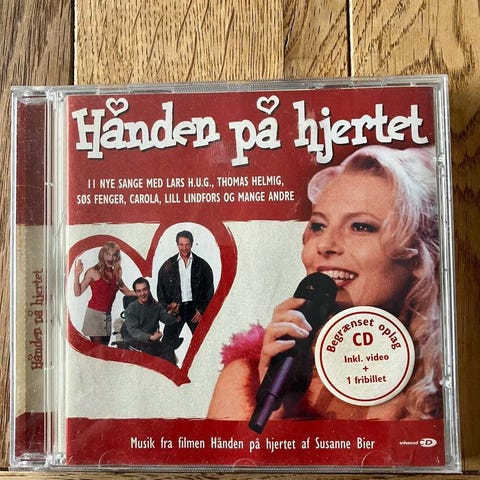 Hånden på hjertet
11 NYE SANGE MED LARS H.U.G., THOMAS HELMIG,
SØS FENGER, CAROLA, LILL LINDFORS OG MANGE ANDRE
Hånden på hjertet
Begrænset oplag
CD
Inkl. video
+
1 fribillet
Musik fra filmen Hånden på hjertet af Susanne Bier
enhanced CD